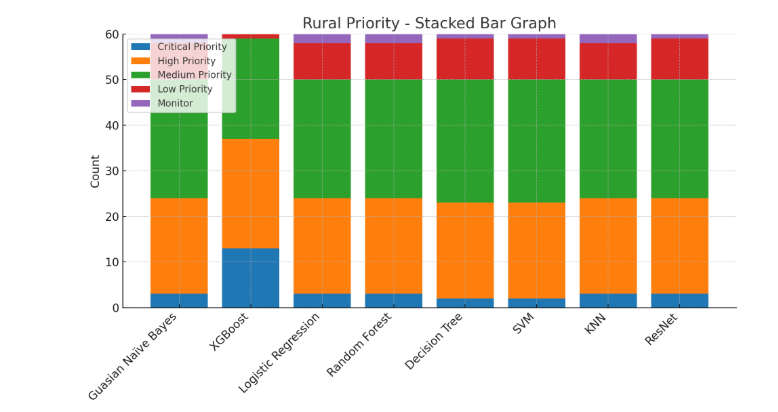 Rural Priority - Stacked Bar Graph
60
50
40
30
20
10
0
Count
Critical Priority
High Priority
Medium Priority
Low Priority
Monitor
Guasian Naive Bayes
XGBoost
Logistic Regression
Random Forest
Decision Tree
SVM
KNN
ResNet